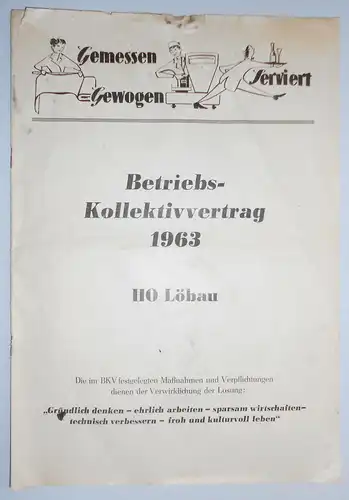 Gemessen
Gewogen
Serviert
Betriebs-
Kollektivvertrag
1963
HO Löbau
Die im BKV festgelegten Maßnahmen und Verpflichtungen
dienen der Verwirklichung der Losung:
„Gründlich denken – ehrlich arbeiten – sparsam wirtschaften–
technisch verbessern – froh und kulturvoll leben“